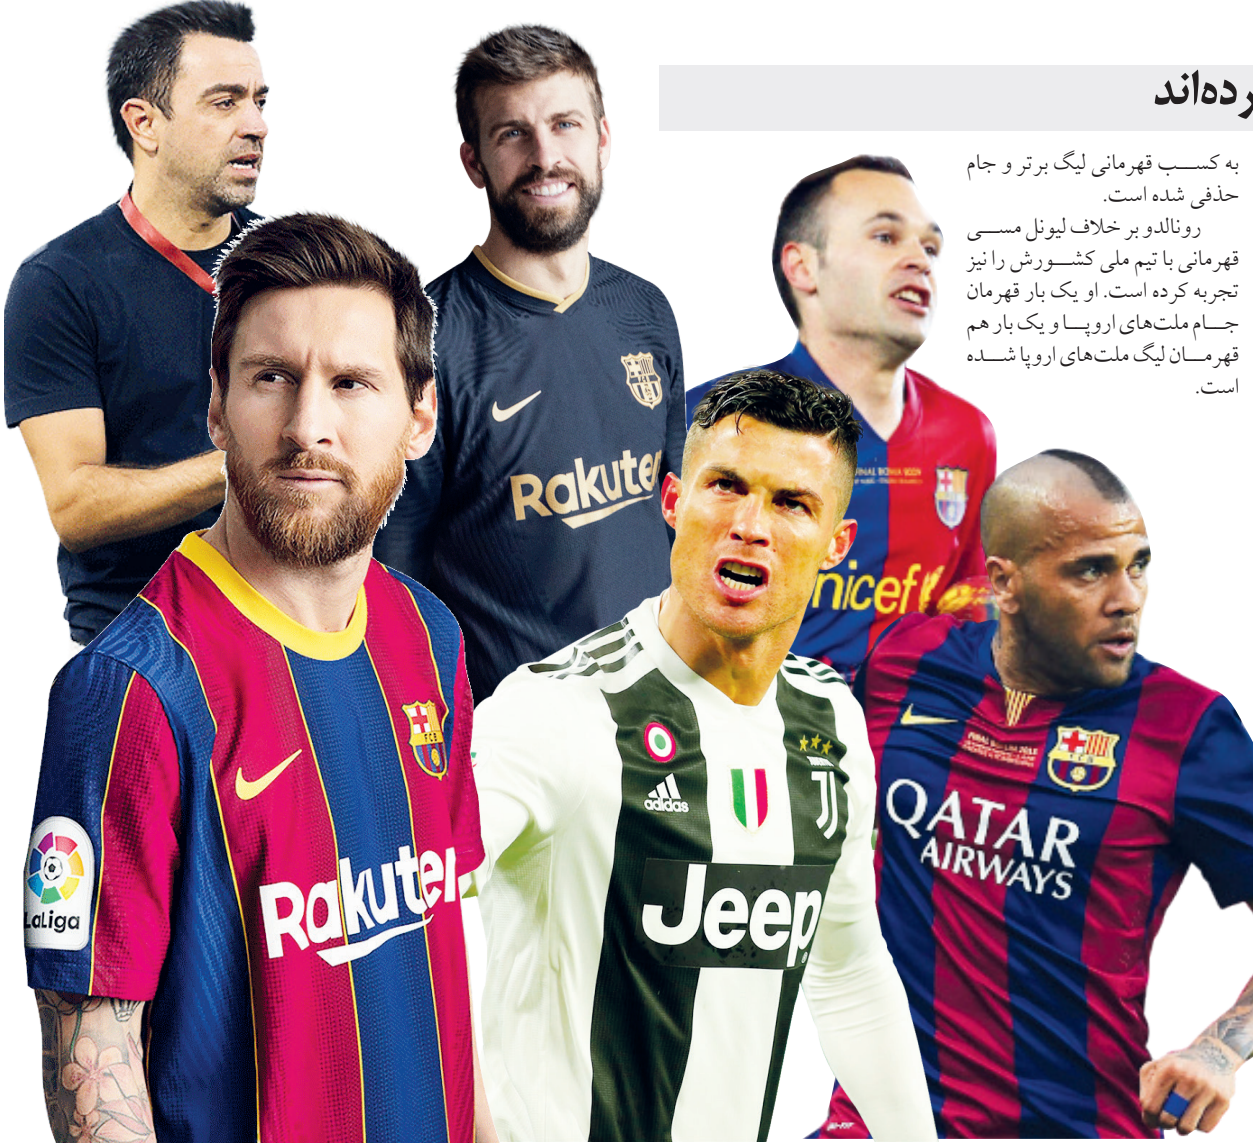 رده‌اند
به کسب قهرمانی لیگ برتر و جام
حذفی شده است.
رونالدو بر خلاف لیونل مسی
قهرمانی با تیم ملی کشورش را نیز
تجربه کرده است. او یک بار قهرمان
جام ملت‌های اروپا و یک بار هم
قهرمان لیگ ملت‌های اروپا شده
است.
Rakuten
unicef
FCB
Rakuten
LaLiga
adidas
Jeep
QATAR
AIRWAYS